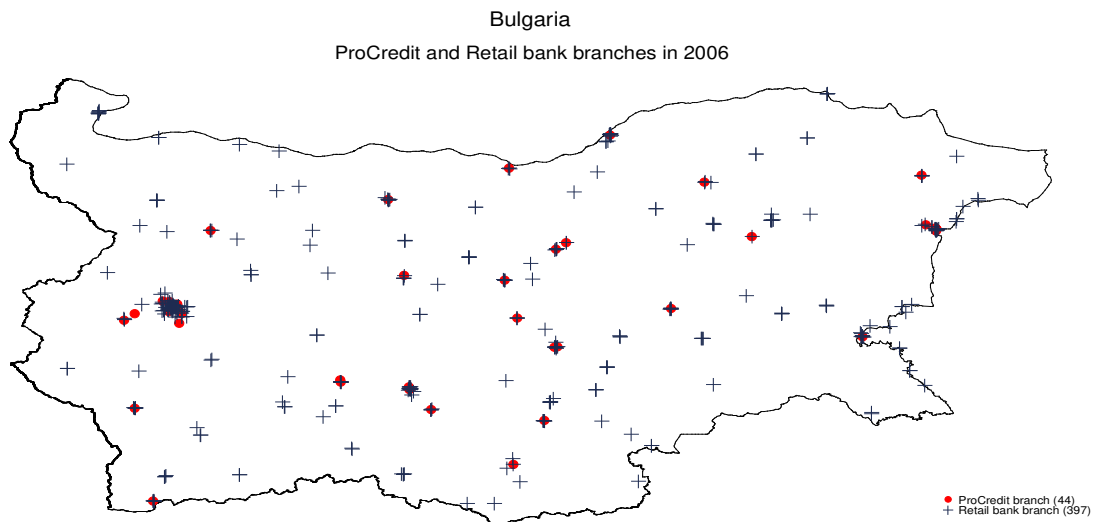 Bulgaria
ProCredit and Retail bank branches in 2006
ProCredit branch (44)
Retail bank branch (397)